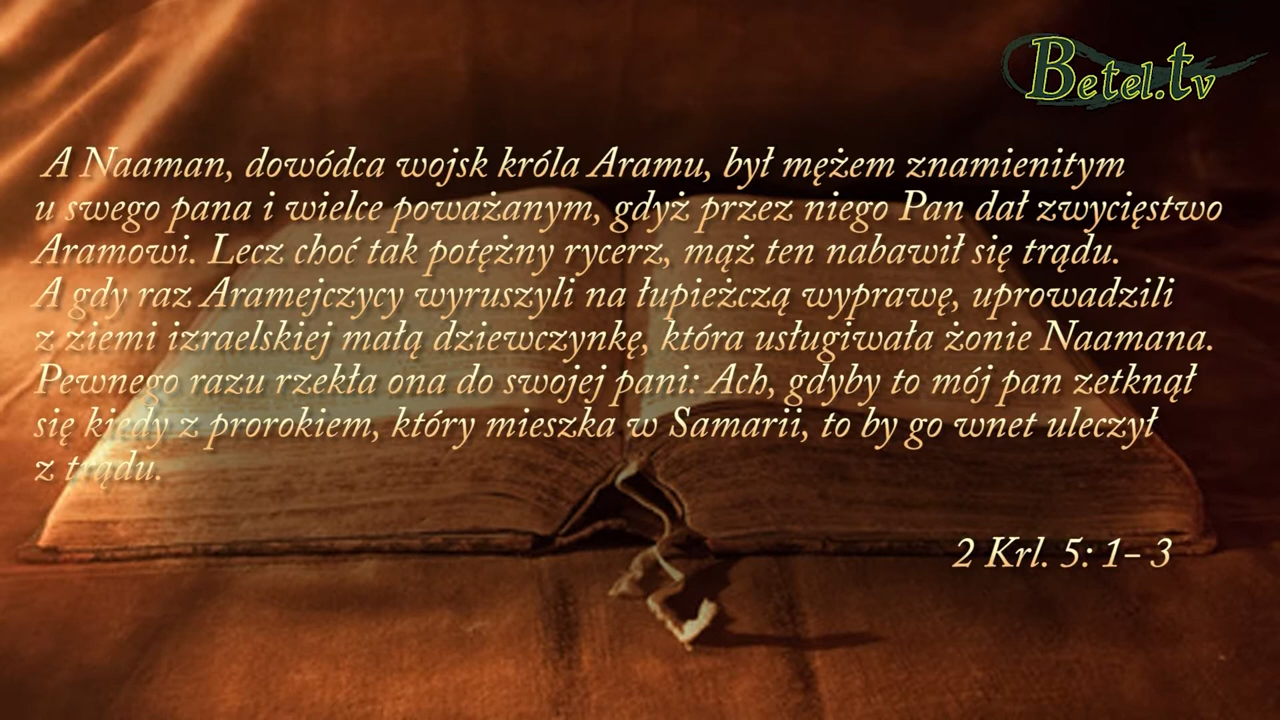 Betel.tv
A Naaman, dowódca wojsk króla Aramu, był mężem znamienitym
u swego pana i wielce poważanym, gdyż przez niego Pan dał zwycięstwo
Aramowi. Lecz choć tak potężny rycerz, mąż ten nabawił się trądu.
A gdy raz Aramejczycy wyruszyli na łupieżczą wyprawę, uprowadzili
z ziemi izraelskiej małą dziewczynkę, która usługiwała żonie Naamana.
Pewnego razu rzekła ona do swojej pani: Ach, gdyby to mój pan zetknął
się kiedy z prorokiem, który mieszka w Samarii, to by go wnet uleczył
z trądu.
2 Krl. 5: 1– 3